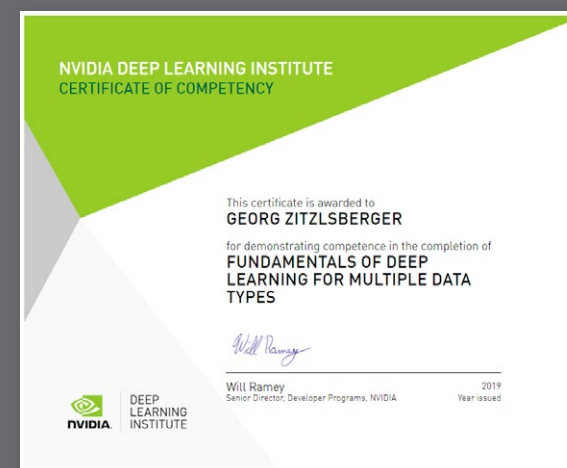 NVIDIA DEEP LEARNING INSTITUTE
CERTIFICATE OF COMPETENCY
This certificate is awarded to
GEORG ZITZLSBERGER
for demonstrating competence in the completion of
FUNDAMENTALS OF DEEP
LEARNING FOR MULTIPLE DATA
TYPES
Will Ramey
Will Ramey
2019
Senior Director, Developer Programs, NVIDIA
Year issued
NVIDIA.
DEEP
LEARNING
INSTITUTE